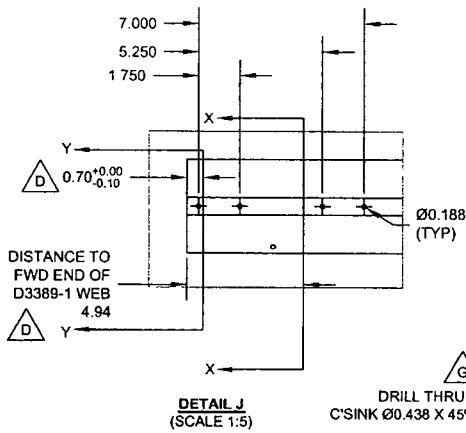 7.000
5.250
1 750
X
Y
D 0.70 +0.00 -0.10
Ø0.188
(TYP)
DISTANCE TO
FWD END OF
D3389-1 WEB
4.94
D
Y
X
G
DETAIL J
(SCALE 1:5)
DRILL THRU
C'SINK Ø0.438 X 45°